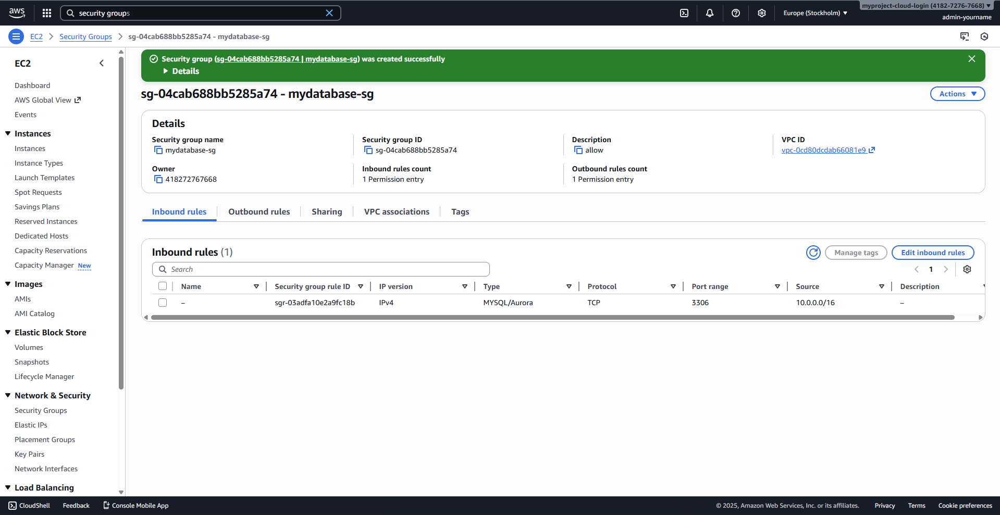 aws
security groups
Europe (Stockholm)
myproject-cloud-login (4182-7276-7668)
admin-yourname
EC2
Security Groups
sg-04cab688bb5285a74 - mydatabase-sg
EC2
Dashboard
AWS Global View
Events
Instances
Instances
Instance Types
Launch Templates
Spot Requests
Savings Plans
Reserved Instances
Dedicated Hosts
Capacity Reservations
Capacity Manager New
Images
AMIs
AMI Catalog
Elastic Block Store
Volumes
Snapshots
Lifecycle Manager
Network & Security
Security Groups
Elastic IPs
Placement Groups
Key Pairs
Network Interfaces
Load Balancing
Security group (sg-04cab688bb5285a74 | mydatabase-sg) was created successfully
Details
sg-04cab688bb5285a74 - mydatabase-sg
Actions
Details
Security group name
mydatabase-sg
Security group ID
sg-04cab688bb5285a74
Description
allow
VPC ID
vpc-0cd80dcdab66081e9
Owner
418272767668
Inbound rules count
1 Permission entry
Outbound rules count
1 Permission entry
Inbound rules
Outbound rules
Sharing
VPC associations
Tags
Inbound rules (1)
Manage tags
Edit inbound rules
Search
1
Name Security group rule ID IP version Type Protocol Port range Source Description
– sgr-03adfa10e2a9fc18b IPv4 MYSQL/Aurora TCP 3306 10.0.0.0/16 –
CloudShell Feedback Console Mobile App © 2025, Amazon Web Services, Inc. or its affiliates. Privacy Terms Cookie preferences